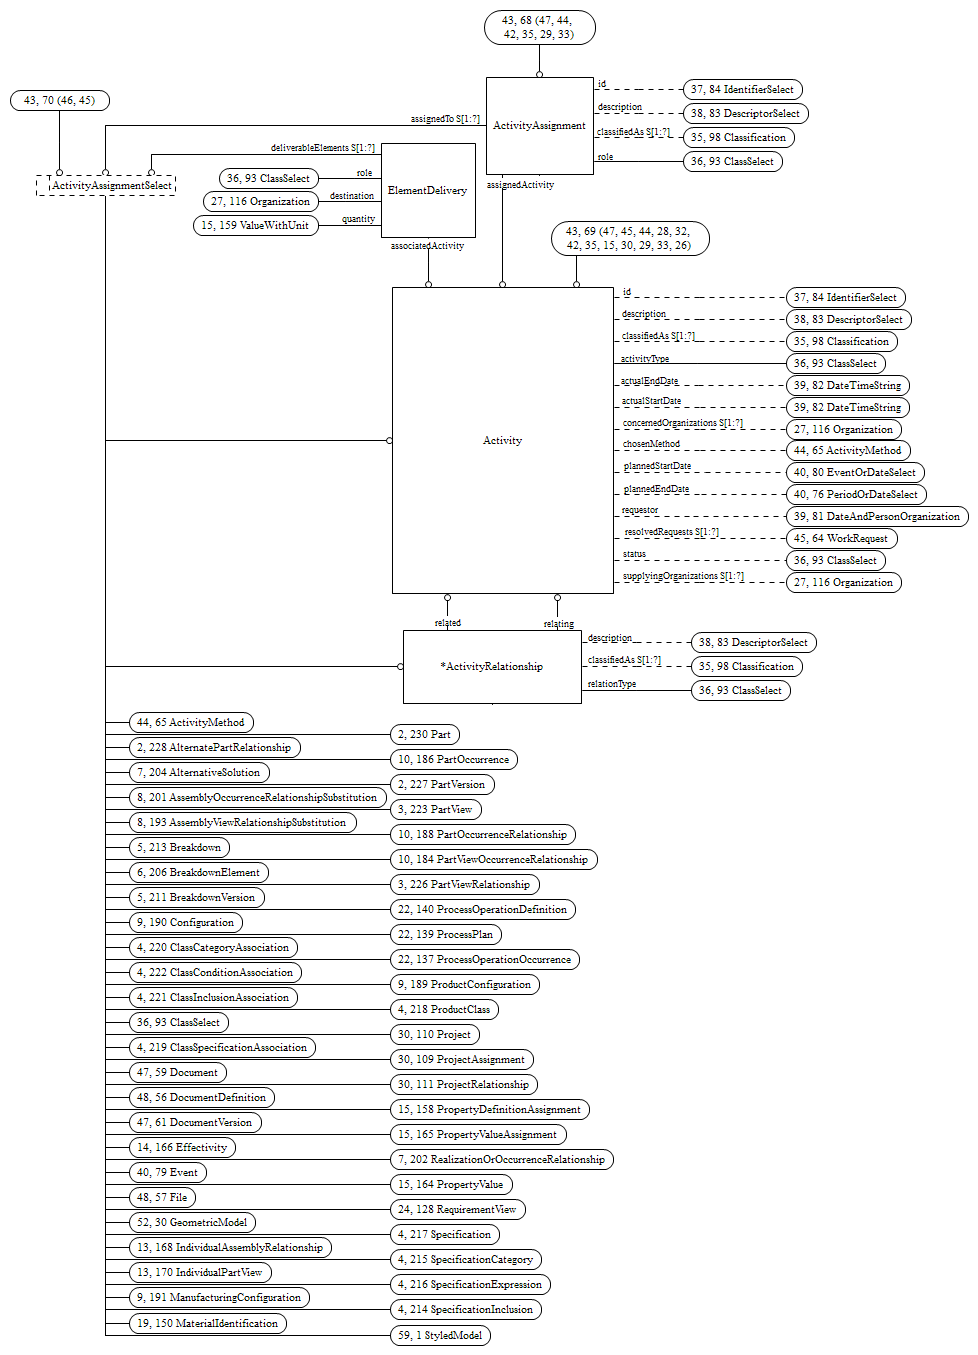 43, 68 (47, 44,
42, 35, 29, 33)
43, 70 (46, 45)
ActivityAssignment
id
37, 84 IdentifierSelect
description
38, 83 DescriptorSelect
classifiedAs S[1:?]
35, 98 Classification
role
36, 93 ClassSelect
assignedTo S[1:?]
assignedActivity
ActivityAssignmentSelect
deliverableElements S[1:?]
role
36, 93 ClassSelect
destination
27, 116 Organization
quantity
15, 159 ValueWithUnit
ElementDelivery
associatedActivity
43, 69 (47, 45, 44, 28, 32,
42, 35, 15, 30, 29, 33, 26)
Activity
id
37, 84 IdentifierSelect
description
38, 83 DescriptorSelect
classifiedAs S[1:?]
35, 98 Classification
activityType
36, 93 ClassSelect
actualEndDate
39, 82 DateTimeString
actualStartDate
39, 82 DateTimeString
concernedOrganizations S[1:?]
27, 116 Organization
chosenMethod
44, 65 ActivityMethod
plannedStartDate
40, 80 EventOrDateSelect
plannedEndDate
40, 76 PeriodOrDateSelect
requestor
39, 81 DateAndPersonOrganization
resolvedRequests S[1:?]
45, 64 WorkRequest
status
36, 93 ClassSelect
supplyingOrganizations S[1:?]
27, 116 Organization
related
relating
*ActivityRelationship
description
38, 83 DescriptorSelect
classifiedAs S[1:?]
35, 98 Classification
relationType
36, 93 ClassSelect
44, 65 ActivityMethod
2, 230 Part
2, 228 AlternatePartRelationship
10, 186 PartOccurrence
7, 204 AlternativeSolution
2, 227 PartVersion
8, 201 AssemblyOccurrenceRelationshipSubstitution
3, 223 PartView
8, 193 AssemblyViewRelationshipSubstitution
10, 188 PartOccurrenceRelationship
5, 213 Breakdown
10, 184 PartViewOccurrenceRelationship
6, 206 BreakdownElement
3, 226 PartViewRelationship
5, 211 BreakdownVersion
22, 140 ProcessOperationDefinition
9, 190 Configuration
22, 139 ProcessPlan
4, 220 ClassCategoryAssociation
22, 137 ProcessOperationOccurrence
4, 222 ClassConditionAssociation
9, 189 ProductConfiguration
4, 221 ClassInclusionAssociation
4, 218 ProductClass
36, 93 ClassSelect
30, 110 Project
4, 219 ClassSpecificationAssociation
30, 109 ProjectAssignment
47, 59 Document
30, 111 ProjectRelationship
48, 56 DocumentDefinition
15, 158 PropertyDefinitionAssignment
47, 61 DocumentVersion
15, 165 PropertyValueAssignment
14, 166 Effectivity
7, 202 RealizationOrOccurrenceRelationship
40, 79 Event
15, 164 PropertyValue
48, 57 File
24, 128 RequirementView
52, 30 GeometricModel
4, 217 Specification
13, 168 IndividualAssemblyRelationship
4, 215 SpecificationCategory
13, 170 IndividualPartView
4, 216 SpecificationExpression
9, 191 ManufacturingConfiguration
4, 214 SpecificationInclusion
19, 150 MaterialIdentification
59, 1 StyledModel